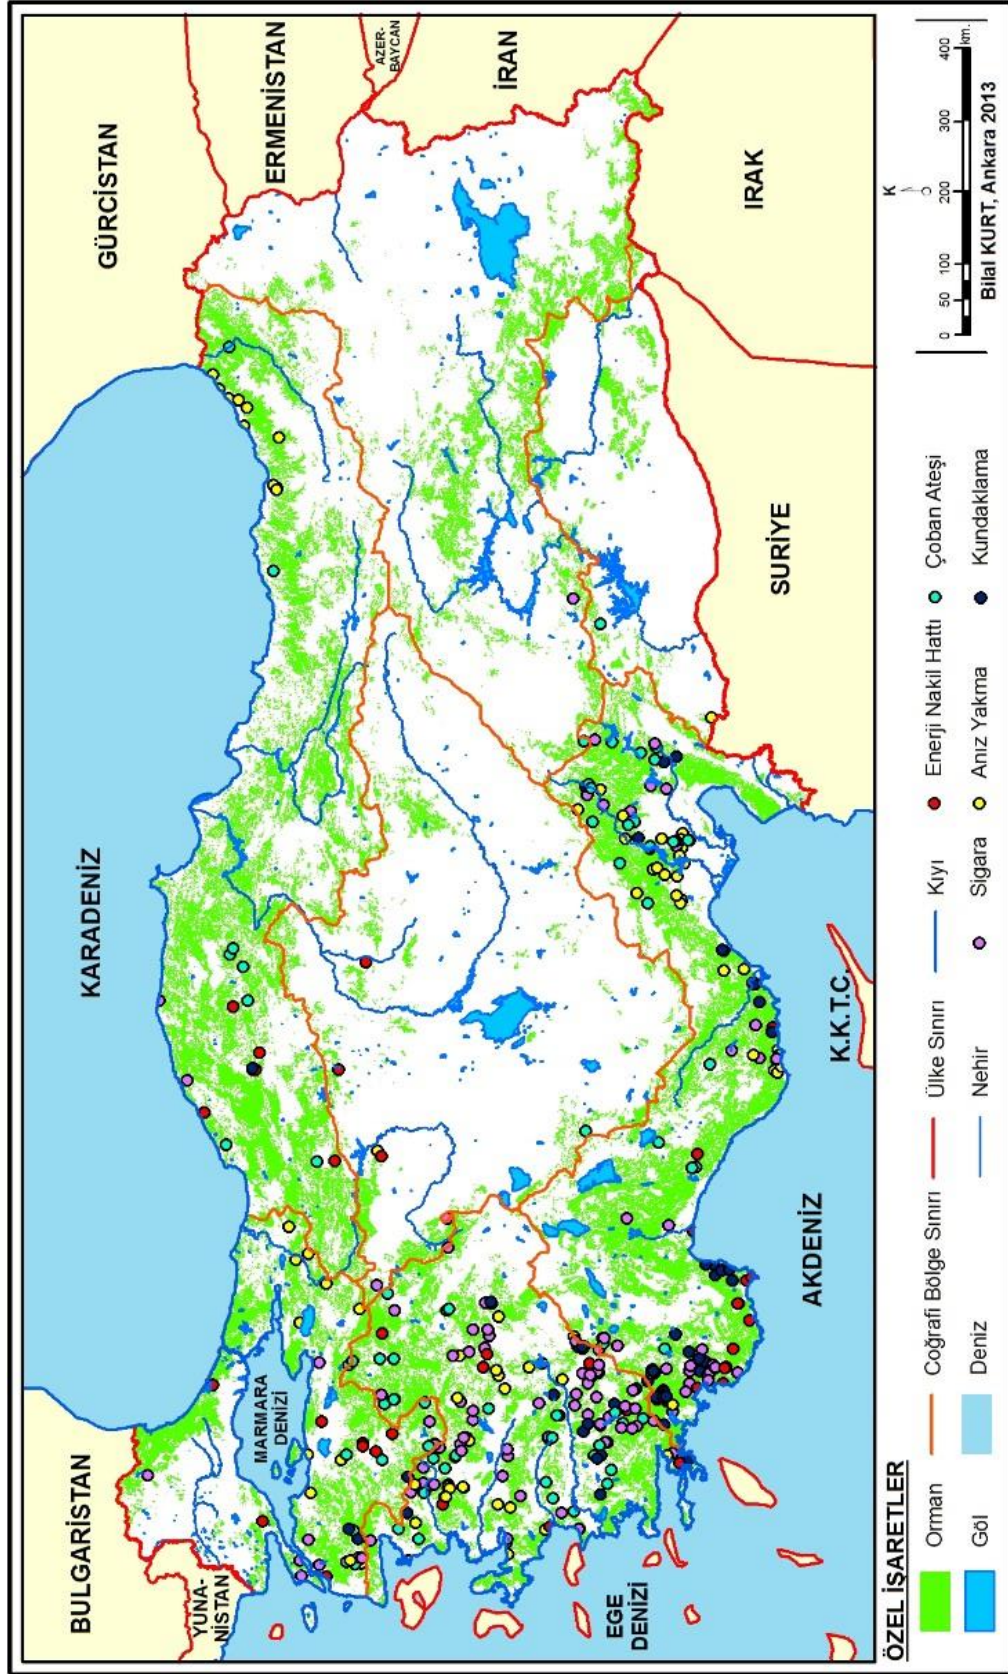 BULGARİSTAN
YUNA-
NİSTAN
KARADENİZ
GÜRCİSTAN
ERMENİSTAN
AZER-
BAYCAN
İRAN
MARMARA
DENİZİ
EGE
DENİZİ
AKDENİZ
K.K.T.C.
SURİYE
IRAK
ÖZEL İŞARETLER
Orman
Coğrafi Bölge Sınırı
Ülke Sınırı
Kıyı
Enerji Nakil Hattı
Çoban Ateşi
Göl
Deniz
Nehir
Sigara
Anız Yakma
Kundaklama
K
G
0 50 100 200 300 400
km.
Bilal KURT, Ankara 2013